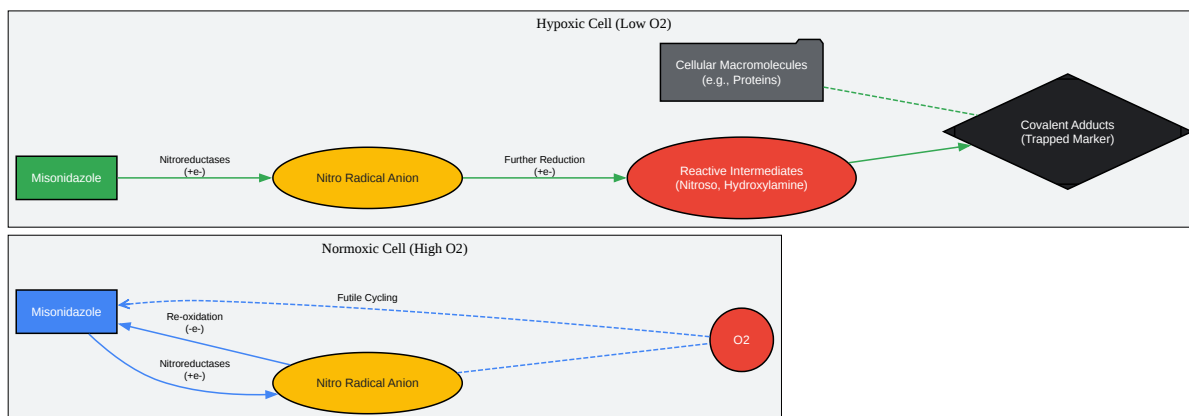 Hypoxic Cell (Low O2)
Cellular Macromolecules
(e.g., Proteins)
Covalent Adducts
(Trapped Marker)
Misonidazole
Nitroreductases
(+e-)
Nitro Radical Anion
Further Reduction
(+e-)
Reactive Intermediates
(Nitroso, Hydroxylamine)
Normoxic Cell (High O2)
Misonidazole
Futile Cycling
Re-oxidation
(-e-)
Nitroreductases
(+e-)
Nitro Radical Anion
O2